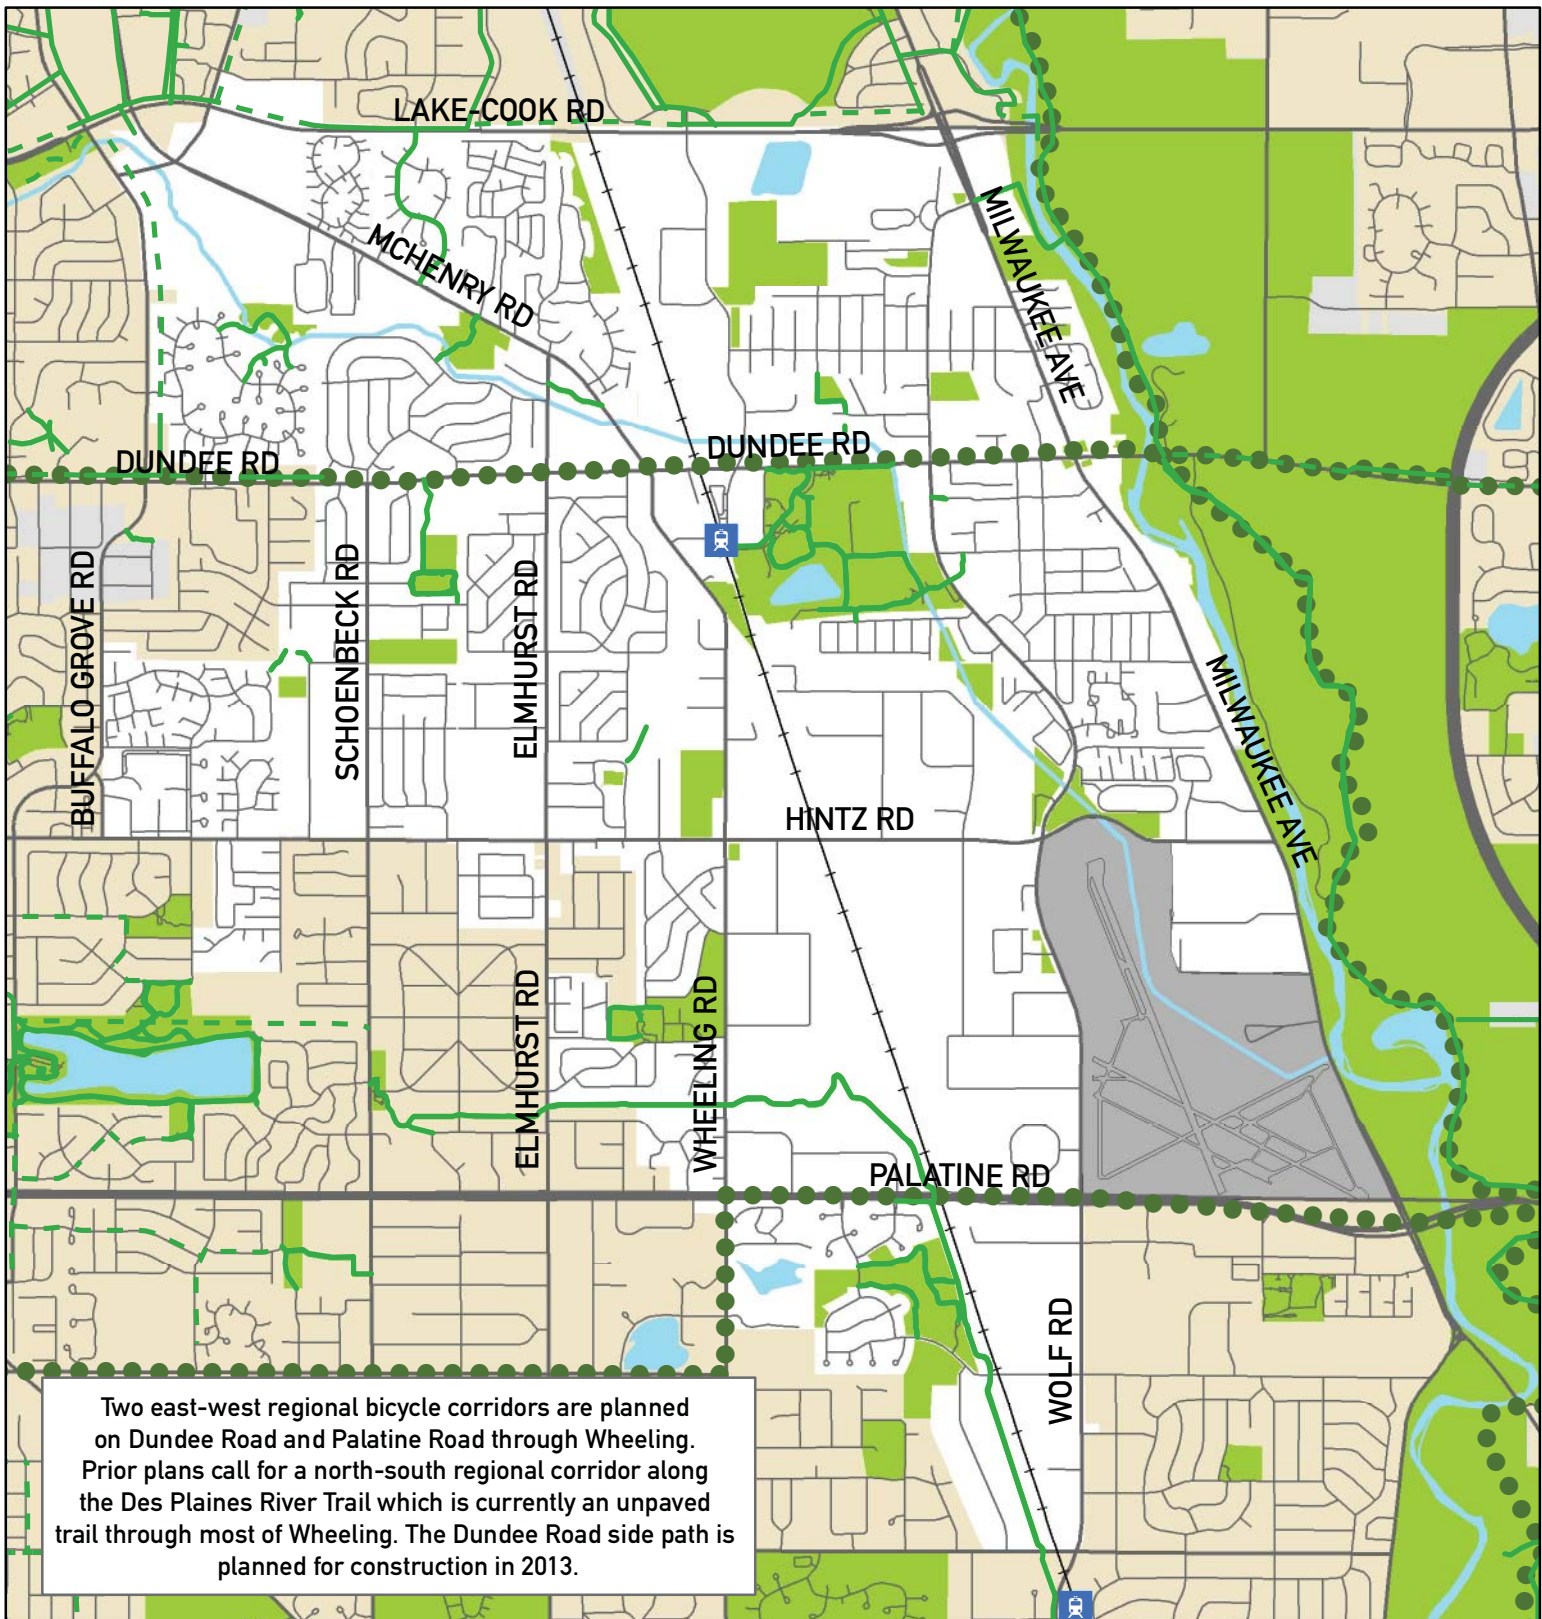 LAKE-COOK RD
MCHENRY RD
MILWAUKEE AVE
DUNDEE RD
DUNDEE RD
BUFFALO GROVE RD
SCHOENBECK RD
ELMHURST RD
MILWAUKEE AVE
HINTZ RD
ELMHURST RD
WHEELING RD
PALATINE RD
WOLF RD
Two east-west regional bicycle corridors are planned
on Dundee Road and Palatine Road through Wheeling.
Prior plans call for a north-south regional corridor along
the Des Plaines River Trail which is currently an unpaved
trail through most of Wheeling. The Dundee Road side path is
planned for construction in 2013.